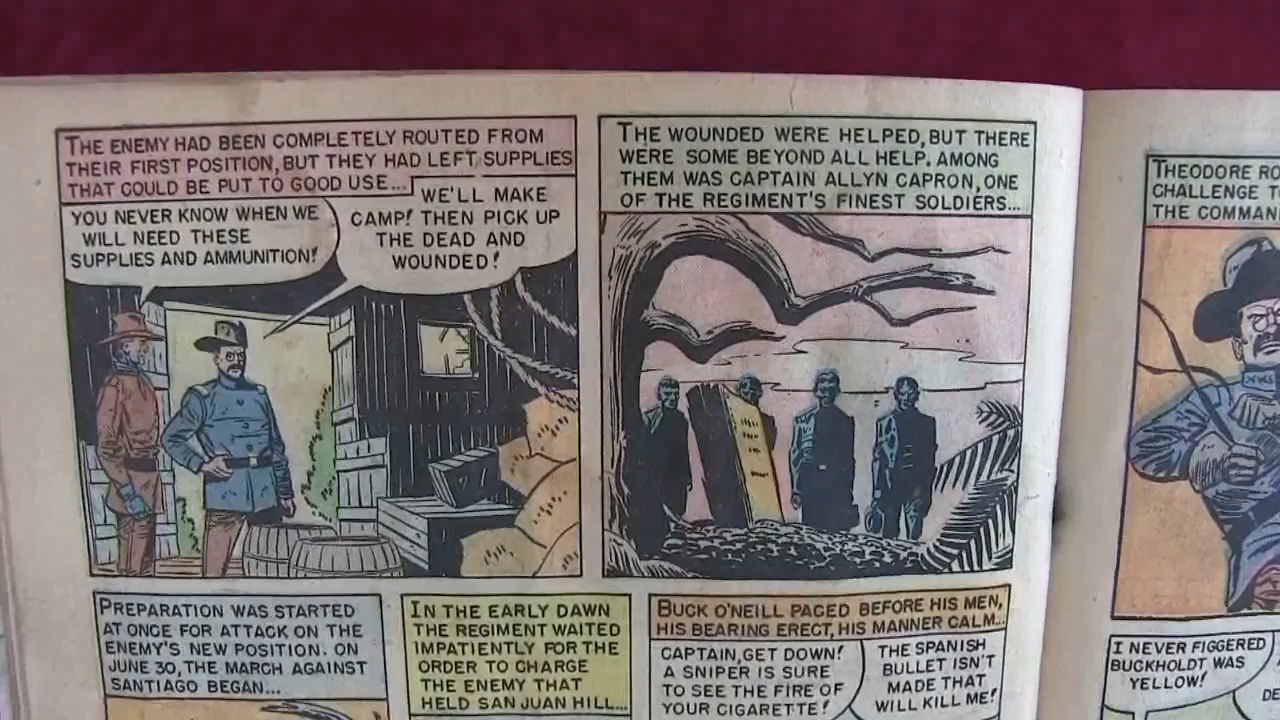 THE ENEMY HAD BEEN COMPLETELY ROUTED FROM
THEIR FIRST POSITION, BUT THEY HAD LEFT SUPPLIES
THAT COULD BE PUT TO GOOD USE...
YOU NEVER KNOW WHEN WE
WILL NEED THESE
SUPPLIES AND AMMUNITION!
WE'LL MAKE
CAMP! THEN PICK UP
THE DEAD AND
WOUNDED!
THE WOUNDED WERE HELPED, BUT THERE
WERE SOME BEYOND ALL HELP. AMONG
THEM WAS CAPTAIN ALLYN CAPRON, ONE
OF THE REGIMENT'S FINEST SOLDIERS...
PREPARATION WAS STARTED
AT ONCE FOR ATTACK ON THE
ENEMY'S NEW POSITION. ON
JUNE 30, THE MARCH AGAINST
SANTIAGO BEGAN...
IN THE EARLY DAWN
THE REGIMENT WAITED
IMPATIENTLY FOR THE
ORDER TO CHARGE
THE ENEMY THAT
HELD SAN JUAN HILL...
BUCK O'NEILL PACED BEFORE HIS MEN,
HIS BEARING ERECT, HIS MANNER CALM...
CAPTAIN, GET DOWN!
A SNIPER IS SURE
TO SEE THE FIRE OF
YOUR CIGARETTE!
THE SPANISH
BULLET ISN'T
MADE THAT
WILL KILL ME!
THEODORE RO
CHALLENGE T
THE COMMAN
I NEVER FIGGERED
BUCKHOLDT WAS
YELLOW!
DE